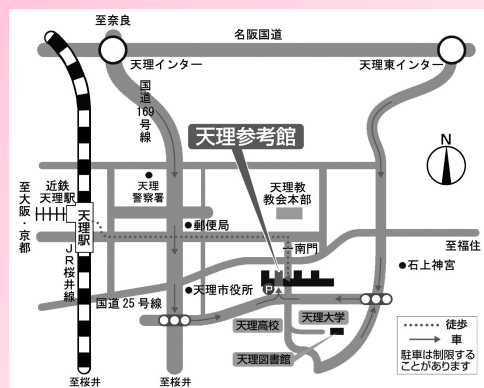 至奈良
名阪国道
天理インター
天理東インター
国道
169
号線
天理参考館
N
至大阪・京都
近鉄
天理駅
天理駅
JR桜井線
天理
警察署
天理教
教会本部
郵便局
南門
至福住
石上神宮
国道25号線
天理市役所
P
天理高校
天理大学
天理図書館
至桜井
至桜井
徒歩
車
駐車は制限する
ことがあります